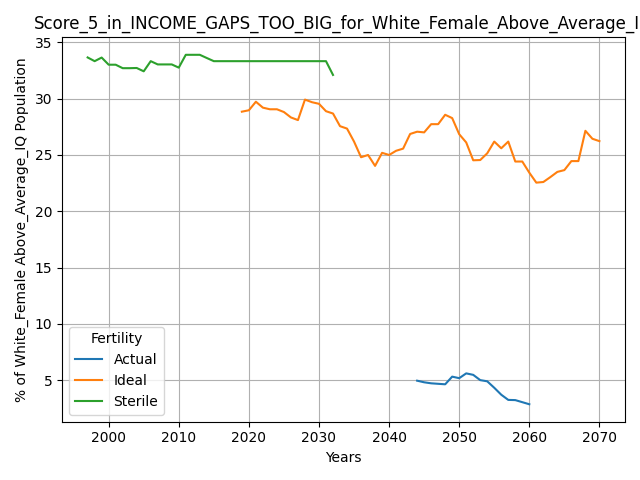 Score_5_in_INCOME_GAPS_TOO_BIG_for_White_Female_Above_Average_I
% of White_Female Above_Average_IQ Population
35
30
25
20
15
10
5
Fertility
Actual
Ideal
Sterile
2000 2010 2020 2030 2040 2050 2060 2070
Years